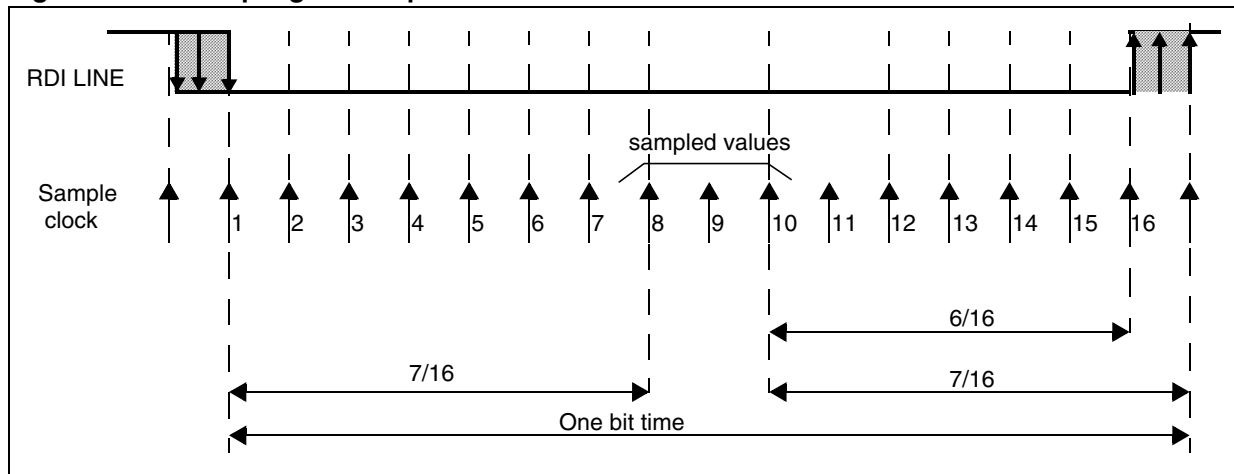 RDI LINE
sampled values
Sample
clock
1 2 3 4 5 6 7 8 9 10 11 12 13 14 15 16
6/16
7/16
7/16
One bit time